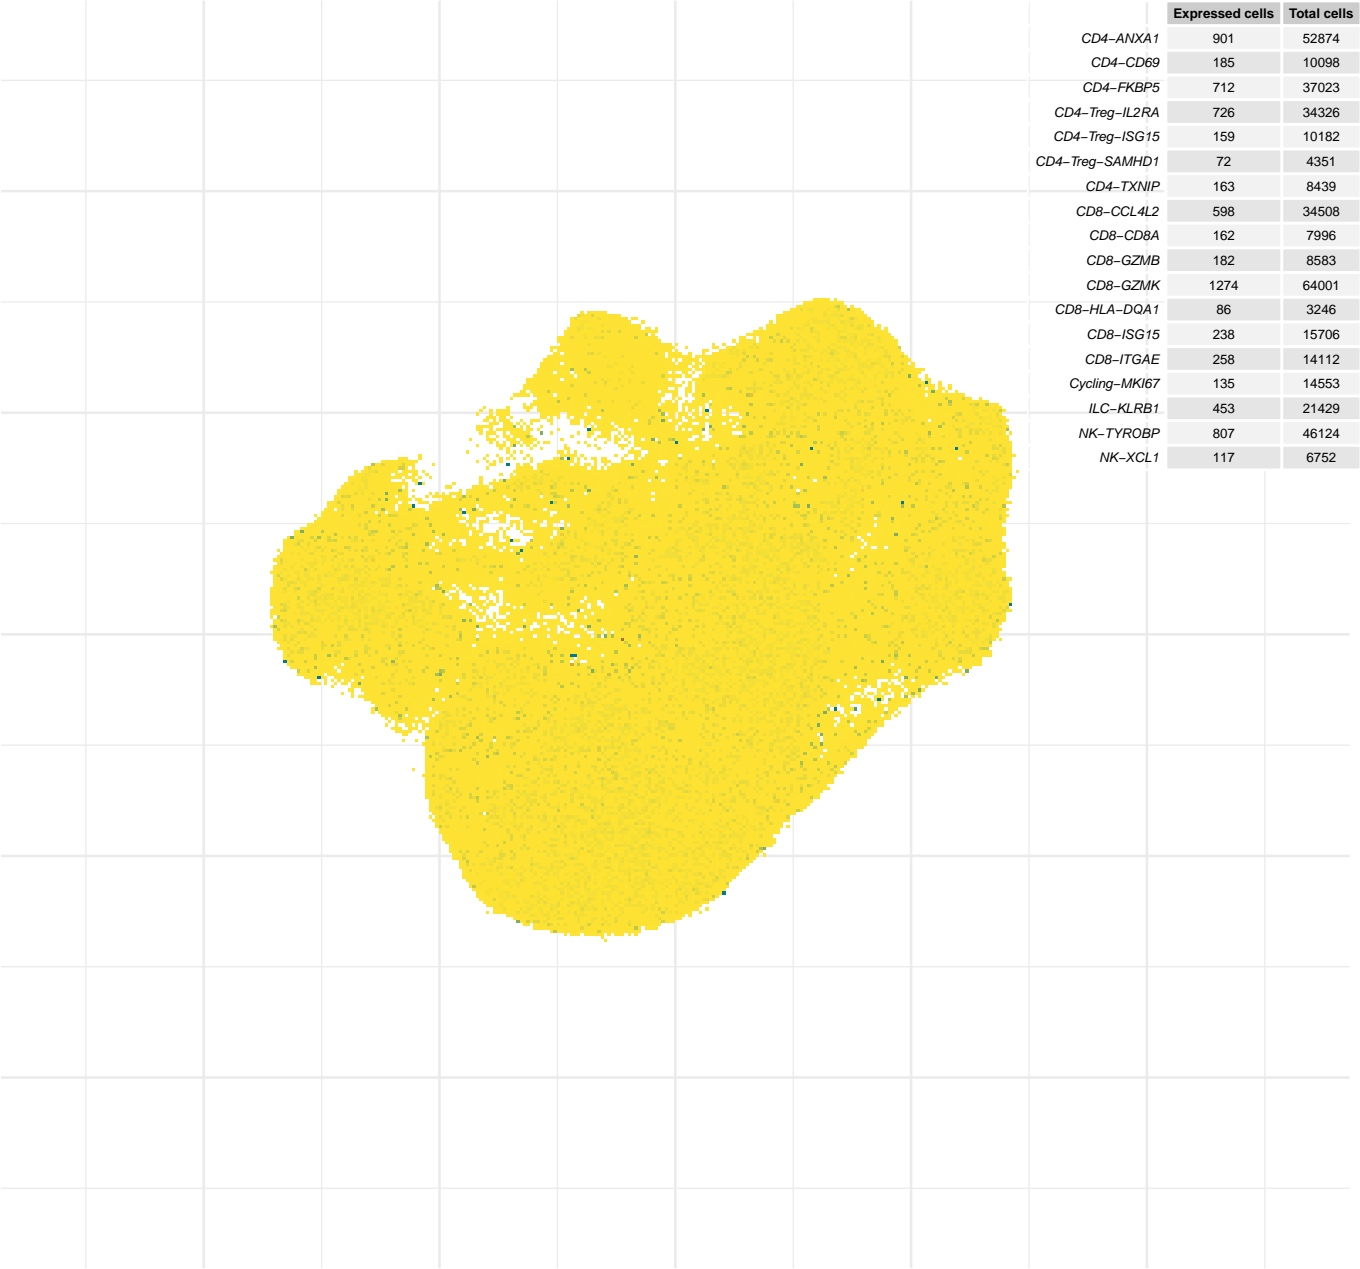 Expressed cells Total cells
CD4−ANXA1 901 52874
CD4−CD69 185 10098
CD4−FKBP5 712 37023
CD4−Treg−IL2RA 726 34326
CD4−Treg−ISG15 159 10182
CD4−Treg−SAMHD1 72 4351
CD4−TXNIP 163 8439
CD8−CCL4L2 598 34508
CD8−CD8A 162 7996
CD8−GZMB 182 8583
CD8−GZMK 1274 64001
CD8−HLA−DQA1 86 3246
CD8−ISG15 238 15706
CD8−ITGAE 258 14112
Cycling−MKI67 135 14553
ILC−KLRB1 453 21429
NK−TYROBP 807 46124
NK−XCL1 117 6752